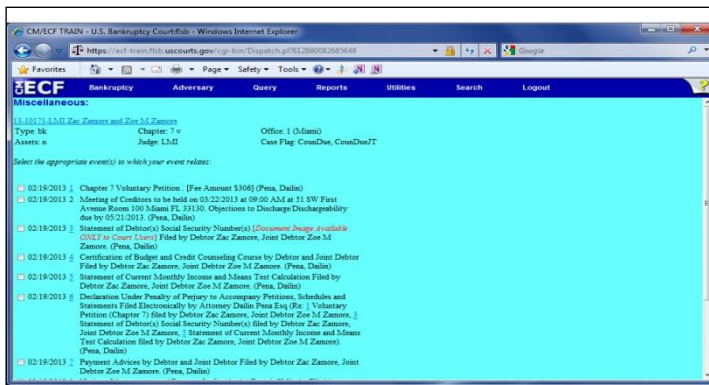 CM/ECF TRAIN - U.S. Bankruptcy Court:flsb - Windows Internet Explorer
https://ecf-train.flsb.uscourts.gov/cgi-bin/Dispatch.pl?612880082685648
Google
Favorites Page Safety Tools
ECF Bankruptcy Adversary Query Reports Utilities Search Logout ?
Miscellaneous:
13-10171-LMI Zac Zamore and Zoe M Zamore
Type: bk Chapter: 7 v Office: 1 (Miami)
Assets: n Judge: LMI Case Flag: CounDue, CounDueJT
Select the appropriate event(s) to which your event relates:
02/19/2013 1 Chapter 7 Voluntary Petition . [Fee Amount $306] (Pena, Dailin)
02/19/2013 2 Meeting of Creditors to be held on 03/22/2013 at 09:00 AM at 51 SW First
Avenue Room 100 Miami FL 33130. Objections to Discharge/Dischargeability
due by 05/21/2013. (Pena, Dailin)
02/19/2013 3 Statement of Debtor(s) Social Security Number(s) [Document Image Available
ONLY to Court Users] Filed by Debtor Zac Zamore, Joint Debtor Zoe M
Zamore. (Pena, Dailin)
02/19/2013 4 Certification of Budget and Credit Counseling Course by Debtor and Joint Debtor
Filed by Debtor Zac Zamore, Joint Debtor Zoe M Zamore. (Pena, Dailin)
02/19/2013 5 Statement of Current Monthly Income and Means Test Calculation Filed by
Debtor Zac Zamore, Joint Debtor Zoe M Zamore. (Pena, Dailin)
02/19/2013 6 Declaration Under Penalty of Perjury to Accompany Petitions, Schedules and
Statements Filed Electronically by Attorney Dailin Pena Esq (Re: 1 Voluntary
Petition (Chapter 7) filed by Debtor Zac Zamore, Joint Debtor Zoe M Zamore, 3
Statement of Debtor(s) Social Security Number(s) filed by Debtor Zac Zamore,
Joint Debtor Zoe M Zamore, 5 Statement of Current Monthly Income and Means
Test Calculation filed by Debtor Zac Zamore, Joint Debtor Zoe M Zamore).
(Pena, Dailin)
02/19/2013 7 Payment Advices by Debtor and Joint Debtor Filed by Debtor Zac Zamore, Joint
Debtor Zoe M Zamore. (Pena, Dailin)